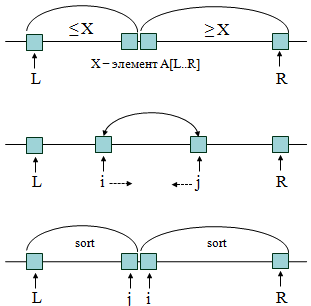 ≤X ≥X
X – элемент A[L..R]
L R
L i j R
sort sort
L j i R